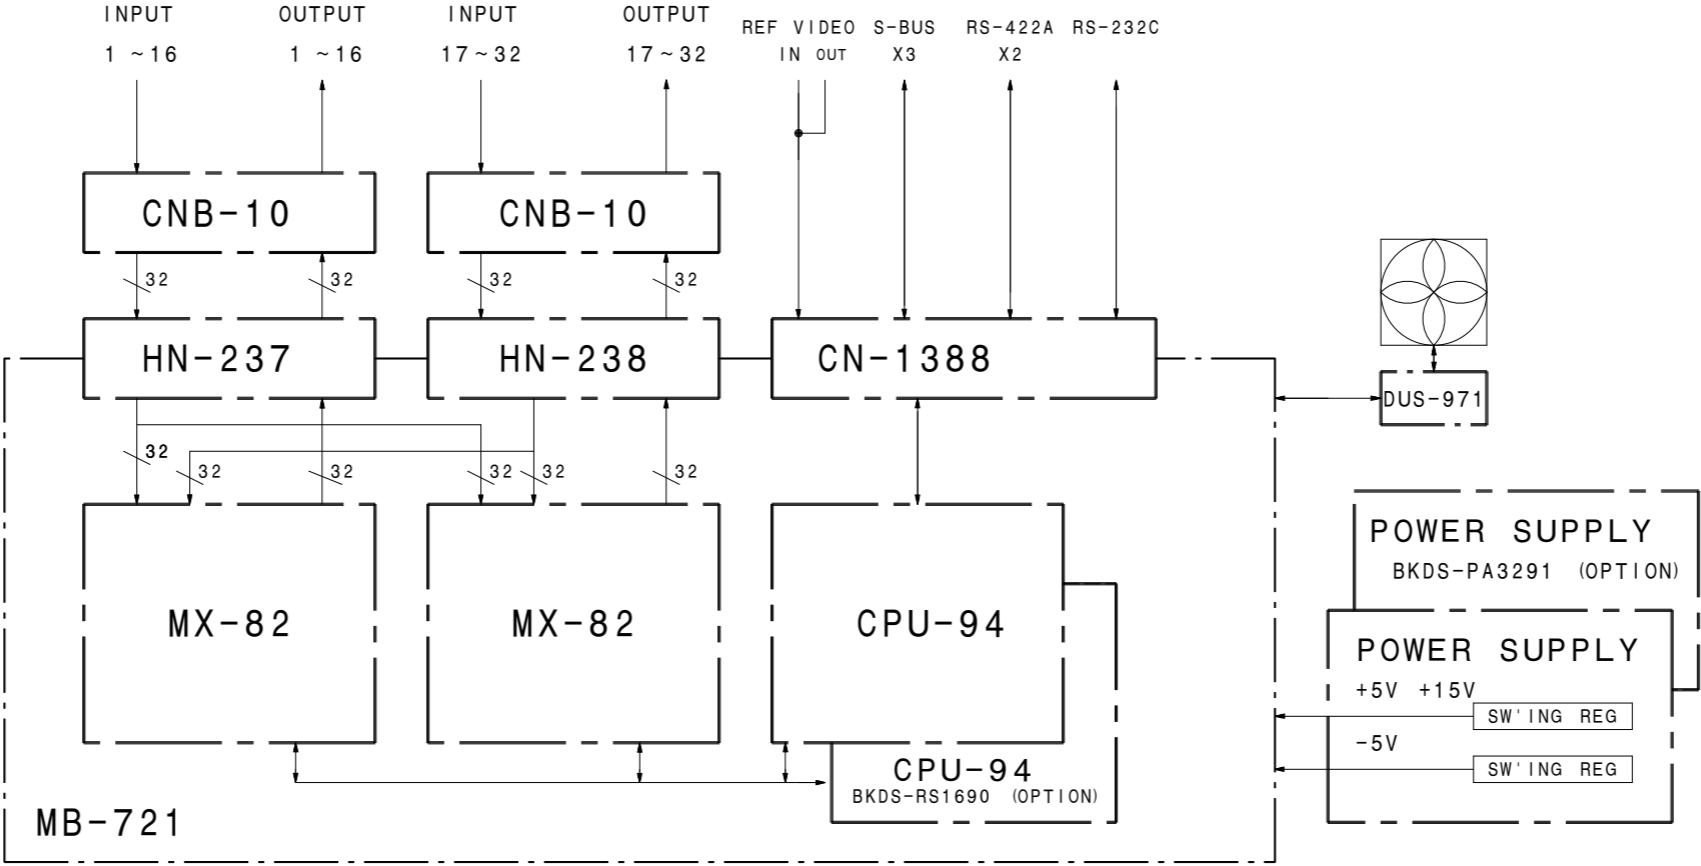 INPUT
1 ~16
OUTPUT
1 ~16
INPUT
17~32
OUTPUT
17~32
REF VIDEO
IN OUT
S-BUS
X3
RS-422A
X2
RS-232C
CNB-10
CNB-10
32
32
32
32
HN-237
HN-238
CN-1388
DUS-971
32
32
32
32
32
32
MX-82
MX-82
CPU-94
CPU-94
BKDS-RS1690 (OPTION)
MB-721
POWER SUPPLY
BKDS-PA3291 (OPTION)
POWER SUPPLY
+5V +15V
SW'ING REG
-5V
SW'ING REG